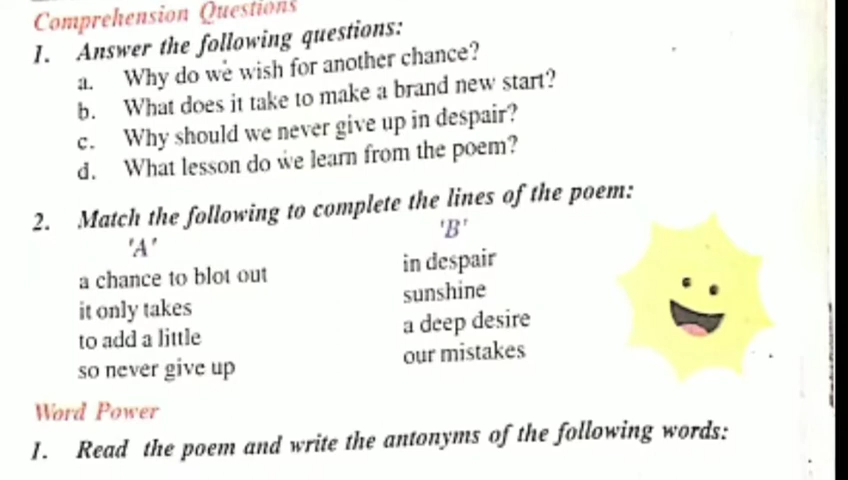 Comprehension Questions
1. Answer the following questions:
a. Why do we wish for another chance?
b. What does it take to make a brand new start?
c. Why should we never give up in despair?
d. What lesson do we learn from the poem?
2. Match the following to complete the lines of the poem:
'A' 'B'
a chance to blot out in despair
it only takes sunshine
to add a little a deep desire
so never give up our mistakes
Word Power
1. Read the poem and write the antonyms of the following words: